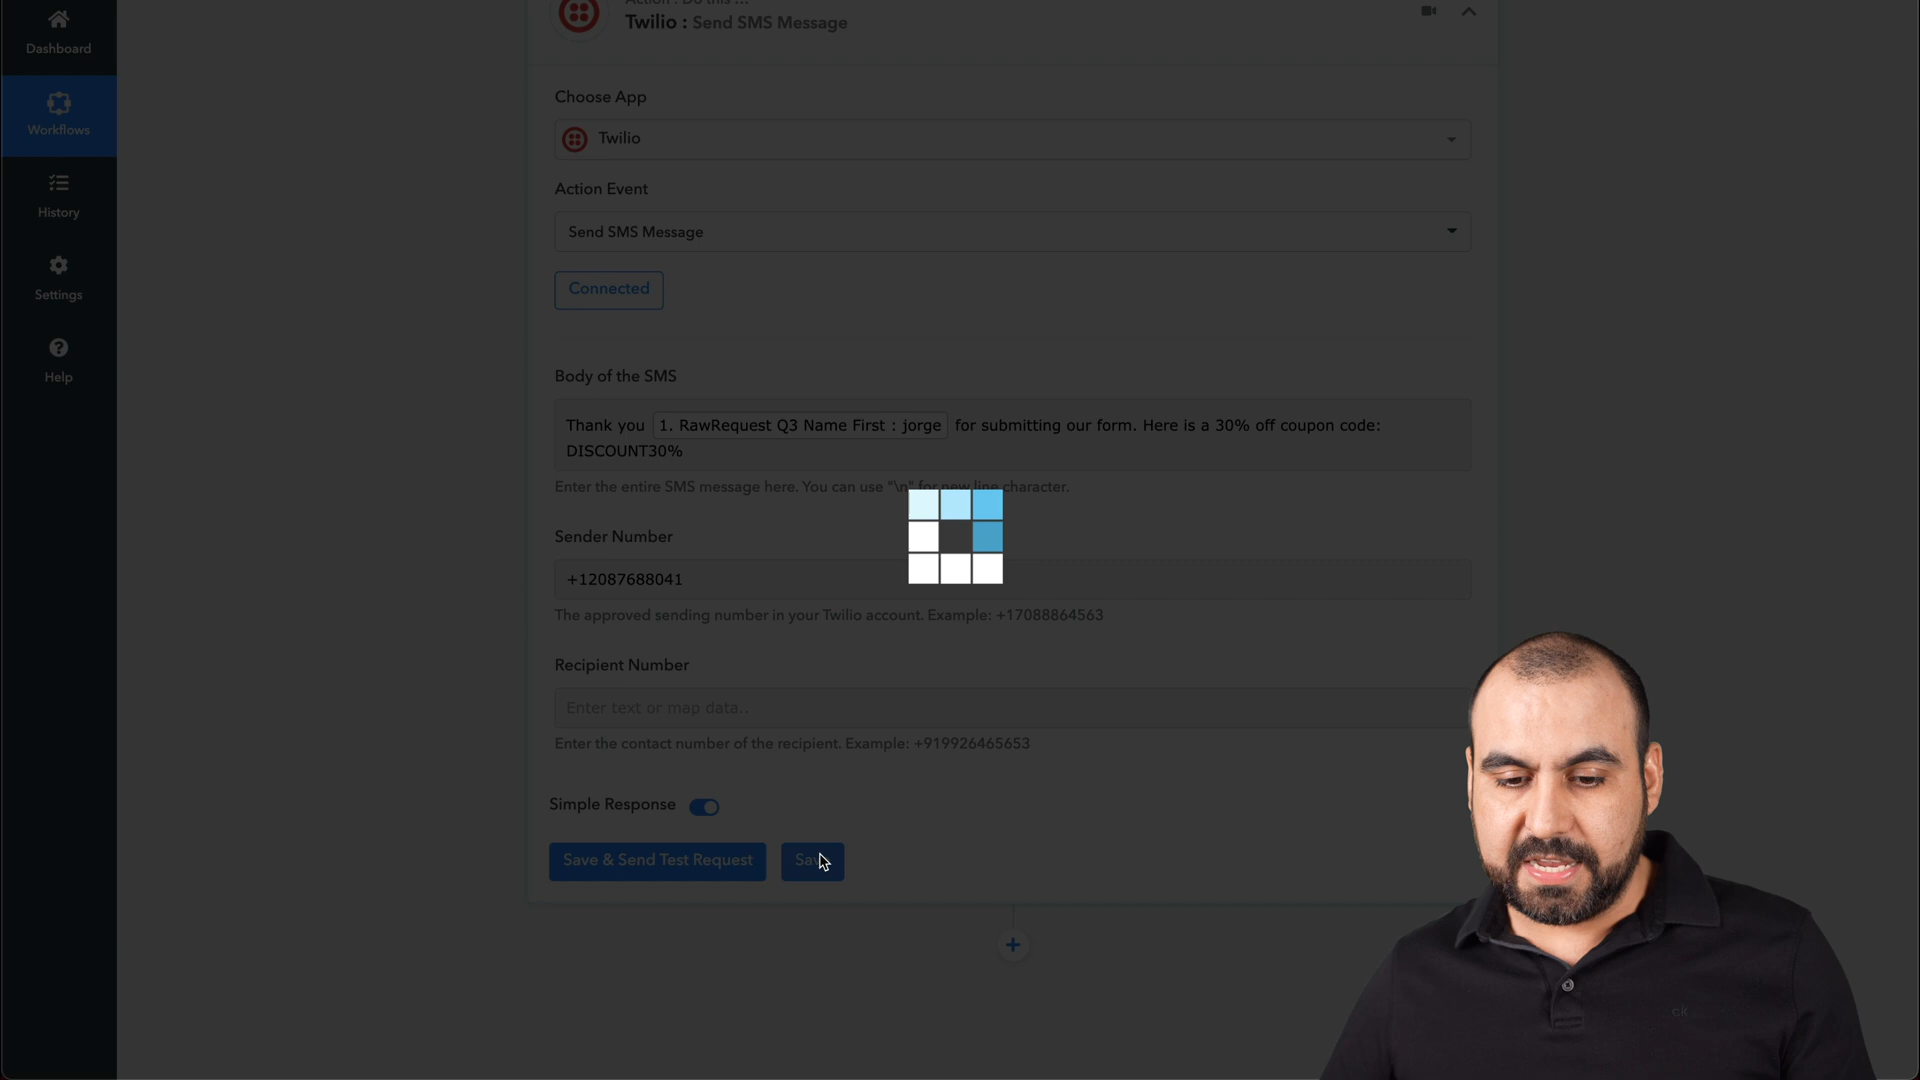 Dashboard
Workflows
History
Settings
Help
Twilio : Send SMS Message
Choose App
Twilio
Action Event
Send SMS Message
Connected
Body of the SMS
Thank you 1. RawRequest Q3 Name First : jorge for submitting our form. Here is a 30% off coupon code:
DISCOUNT30%
Enter the entire SMS message here. You can use "\n" for new line character.
Sender Number
+12087688041
The approved sending number in your Twilio account. Example: +17088864563
Recipient Number
Enter text or map data..
Enter the contact number of the recipient. Example: +919926465653
Simple Response
Save & Send Test Request
ck